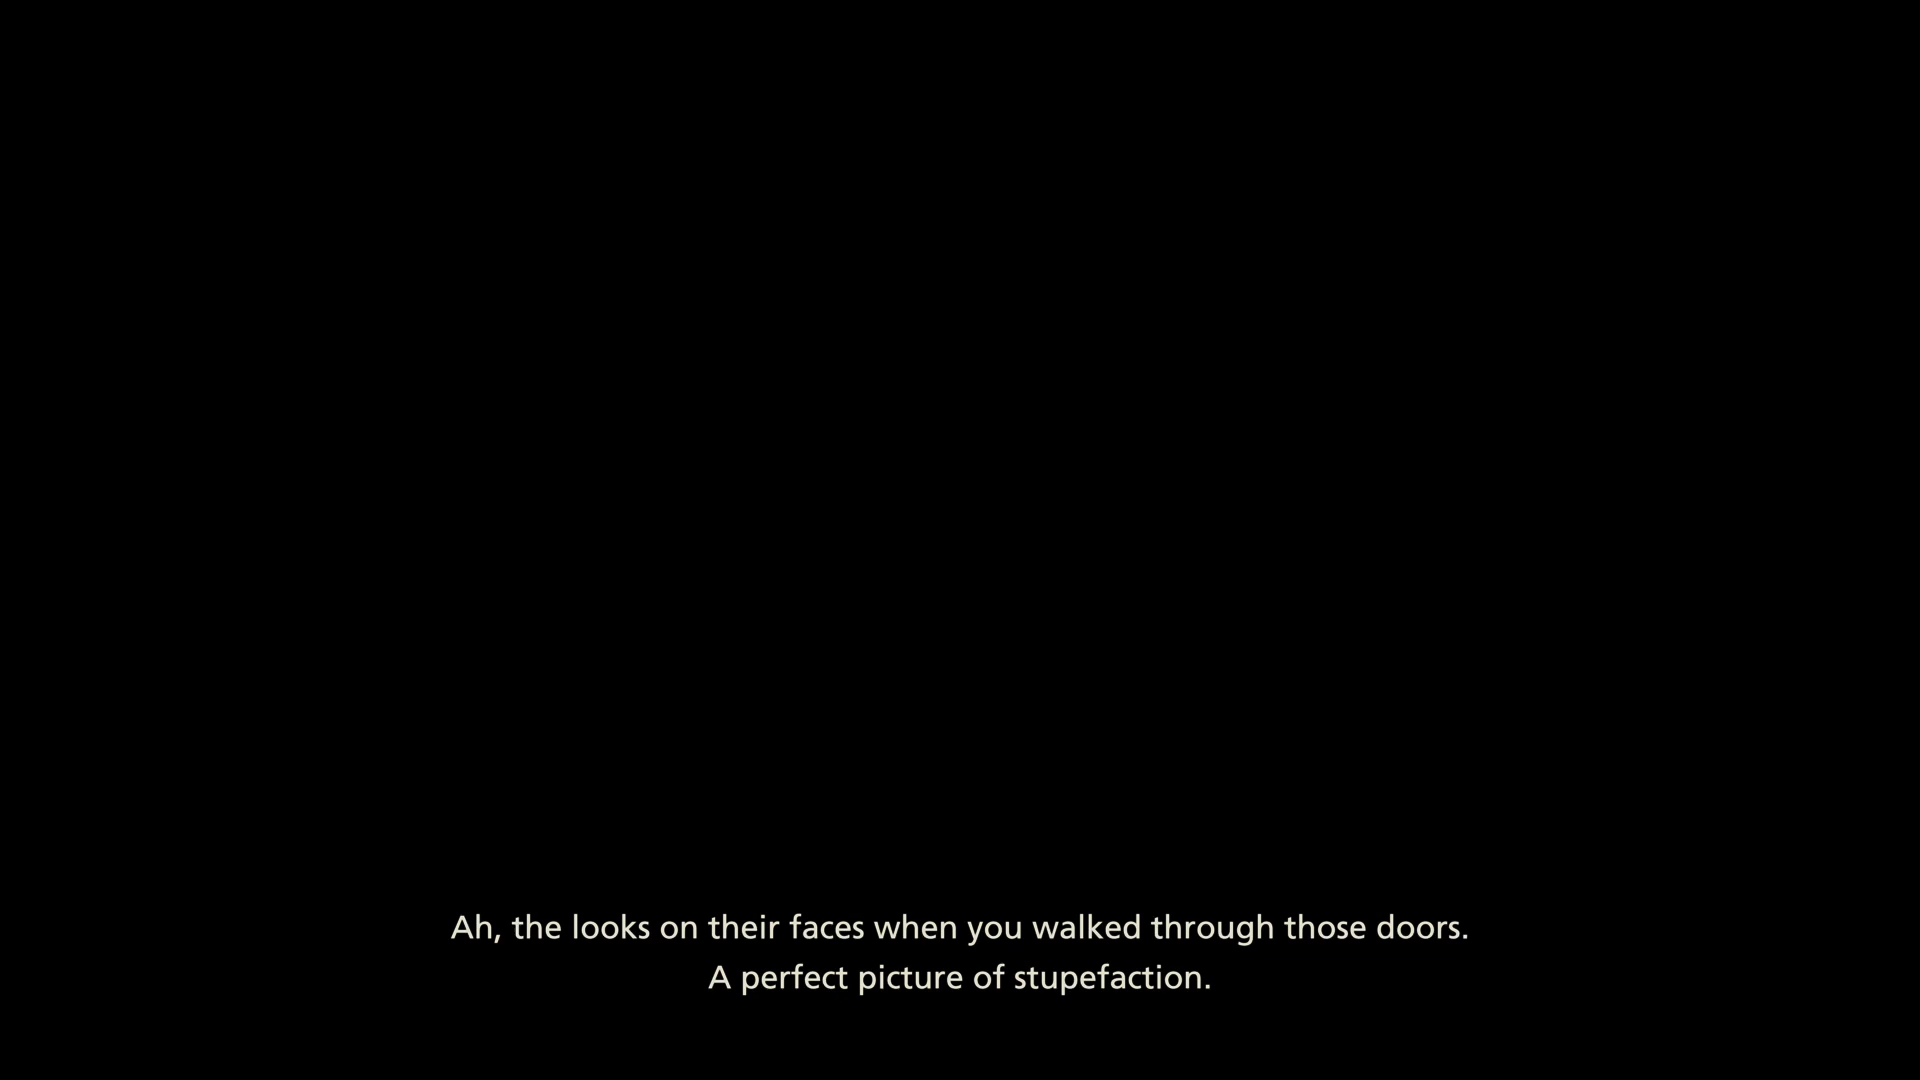 Ah, the looks on their faces when you walked through those doors.
A perfect picture of stupefaction.